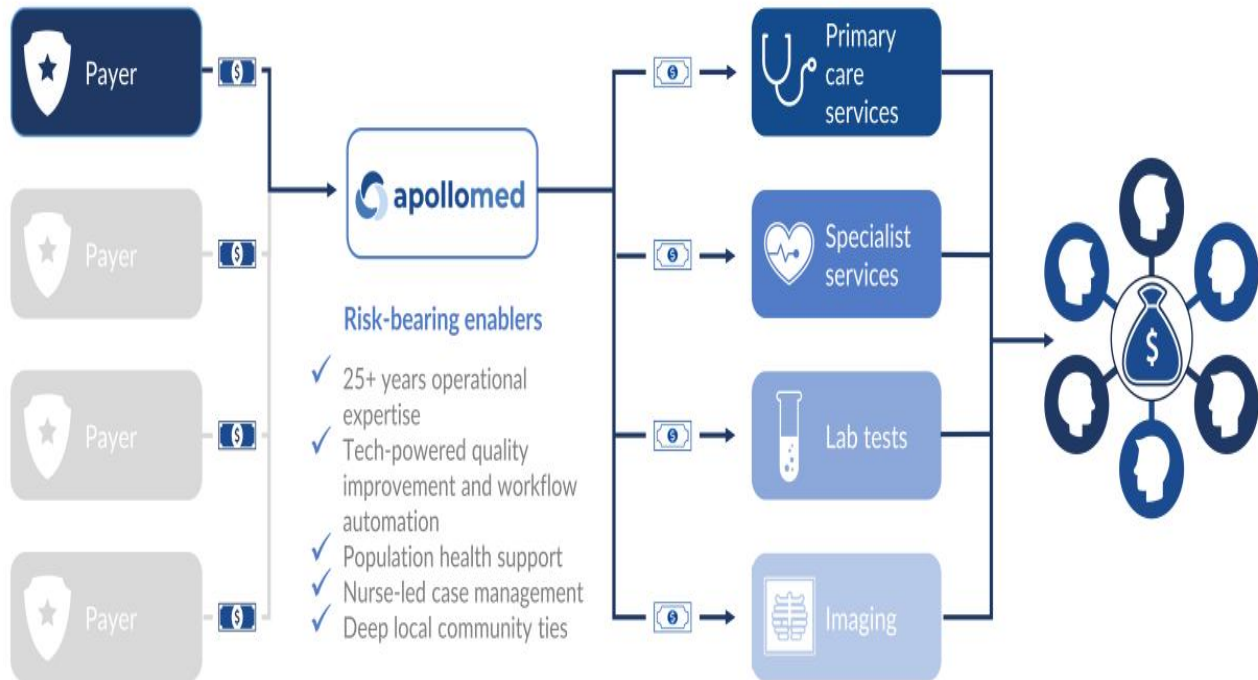 Payer
Payer
Payer
Payer
apollomed
Risk-bearing enablers
25+ years operational
expertise
Tech-powered quality
improvement and workflow
automation
Population health support
Nurse-led case management
Deep local community ties
Primary
care
services
Specialist
services
Lab tests
Imaging
$